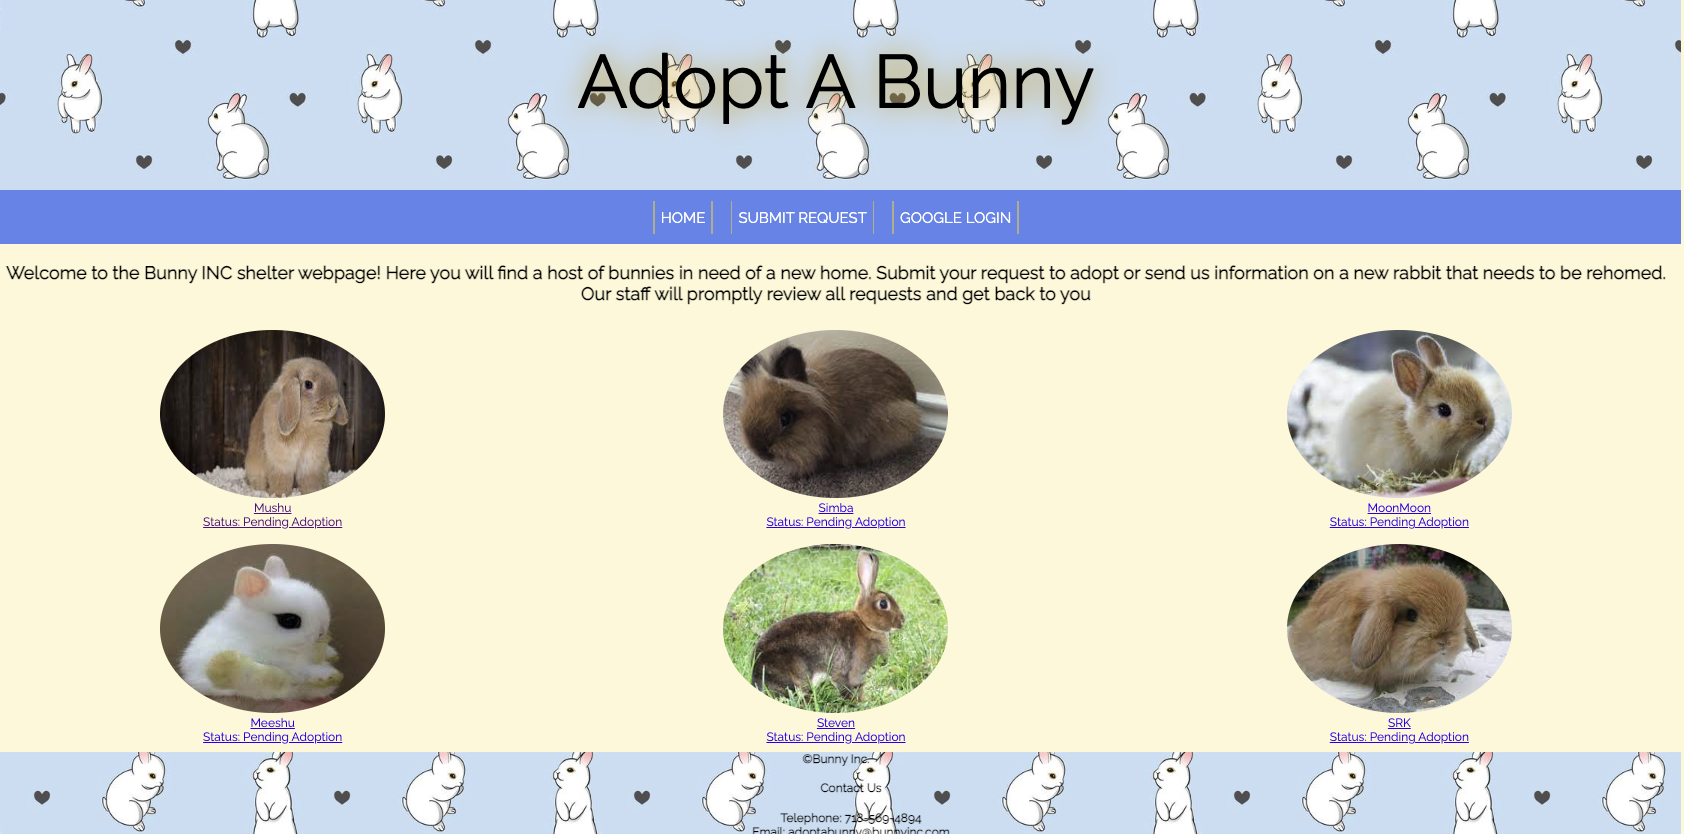 Adopt A Bunny
HOME
SUBMIT REQUEST
GOOGLE LOGIN
Welcome to the Bunny INC shelter webpage! Here you will find a host of bunnies in need of a new home. Submit your request to adopt or send us information on a new rabbit that needs to be rehomed.
Our staff will promptly review all requests and get back to you
Mushu
Status: Pending Adoption
Simba
Status: Pending Adoption
MoonMoon
Status: Pending Adoption
Meeshu
Status: Pending Adoption
Steven
Status: Pending Adoption
SRK
Status: Pending Adoption
©Bunny Inc.
Contact Us
Telephone: 718-569-4894
Email: adoptabunny@bunnyinc.com